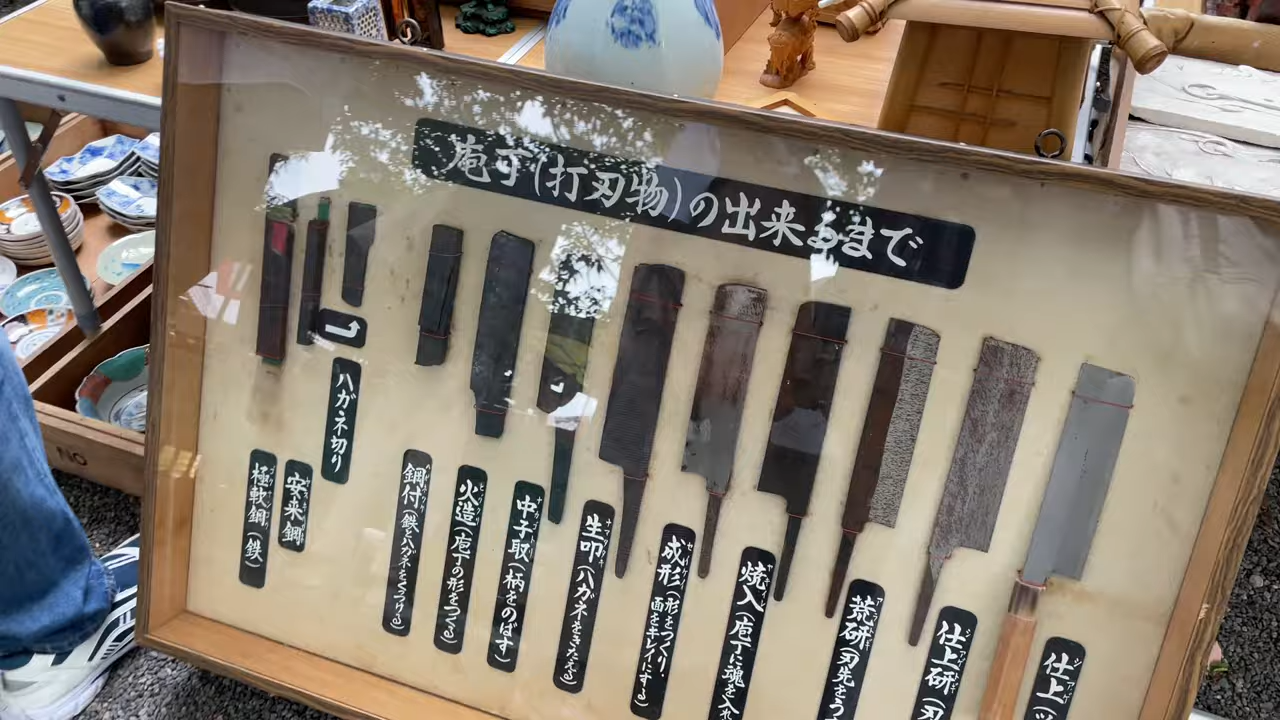 庖丁(打刃物)の出来るまで
極軟鋼(鉄)
安来鋼
ハガネ切り
鋼付(鉄とハガネをくっつける)
火造(庖丁の形をつくる)
中子取(柄をのばす)
生叩(ハガネをきたえる)
成形(形をつくり、
面をキレイにする)
焼入(庖丁に魂を入れ
荒研(刃先をつ
仕上研(刃
仕上(
NO